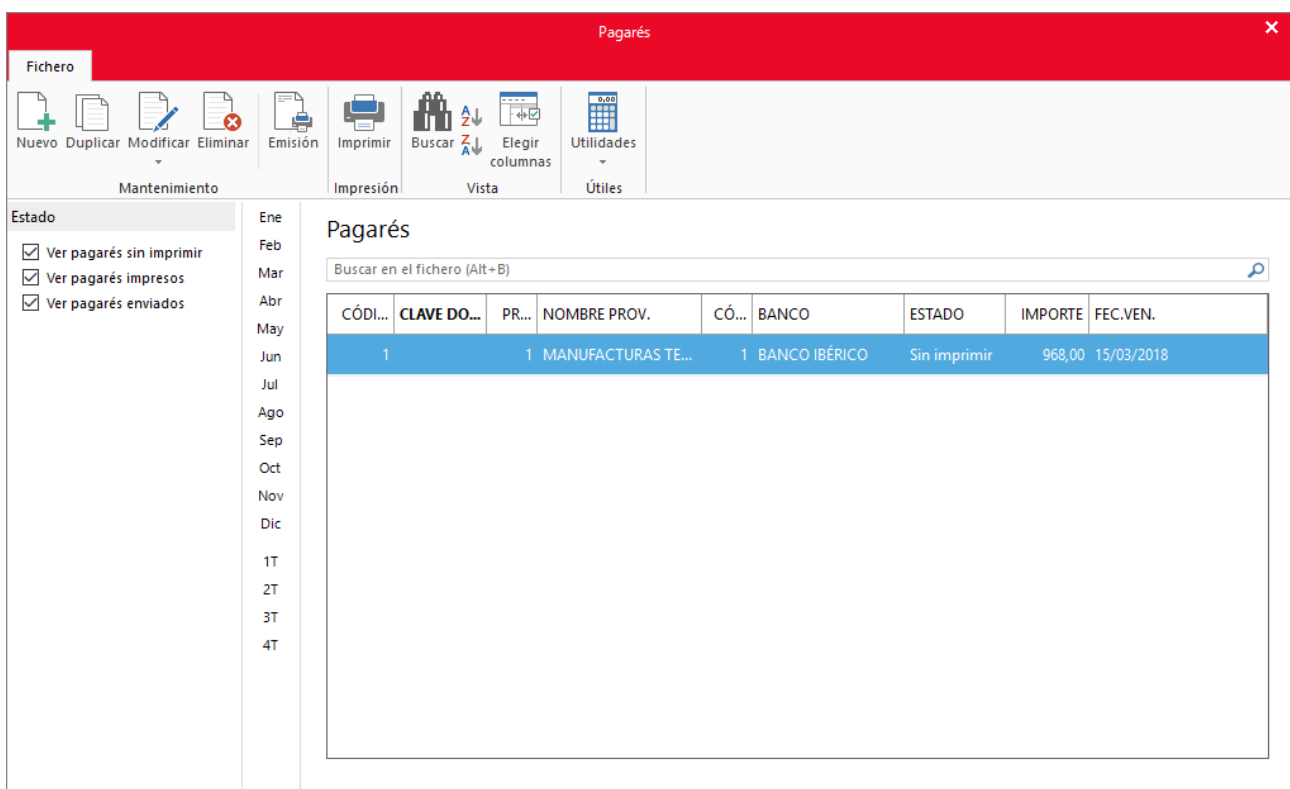 Pagarés
Fichero
Nuevo Duplicar Modificar Eliminar Emisión Imprimir Buscar Elegir columnas Utilidades
Mantenimiento Impresión Vista Útiles
Estado
Ver pagarés sin imprimir
Ver pagarés impresos
Ver pagarés enviados
Ene
Feb
Mar
Abr
May
Jun
Jul
Ago
Sep
Oct
Nov
Dic
1T
2T
3T
4T
Pagarés
Buscar en el fichero (Alt+B)
CÓDI... CLAVE DO... PR... NOMBRE PROV. CÓ... BANCO ESTADO IMPORTE FEC.VEN.
1 1 MANUFACTURAS TE... 1 BANCO IBÉRICO Sin imprimir 968,00 15/03/2018